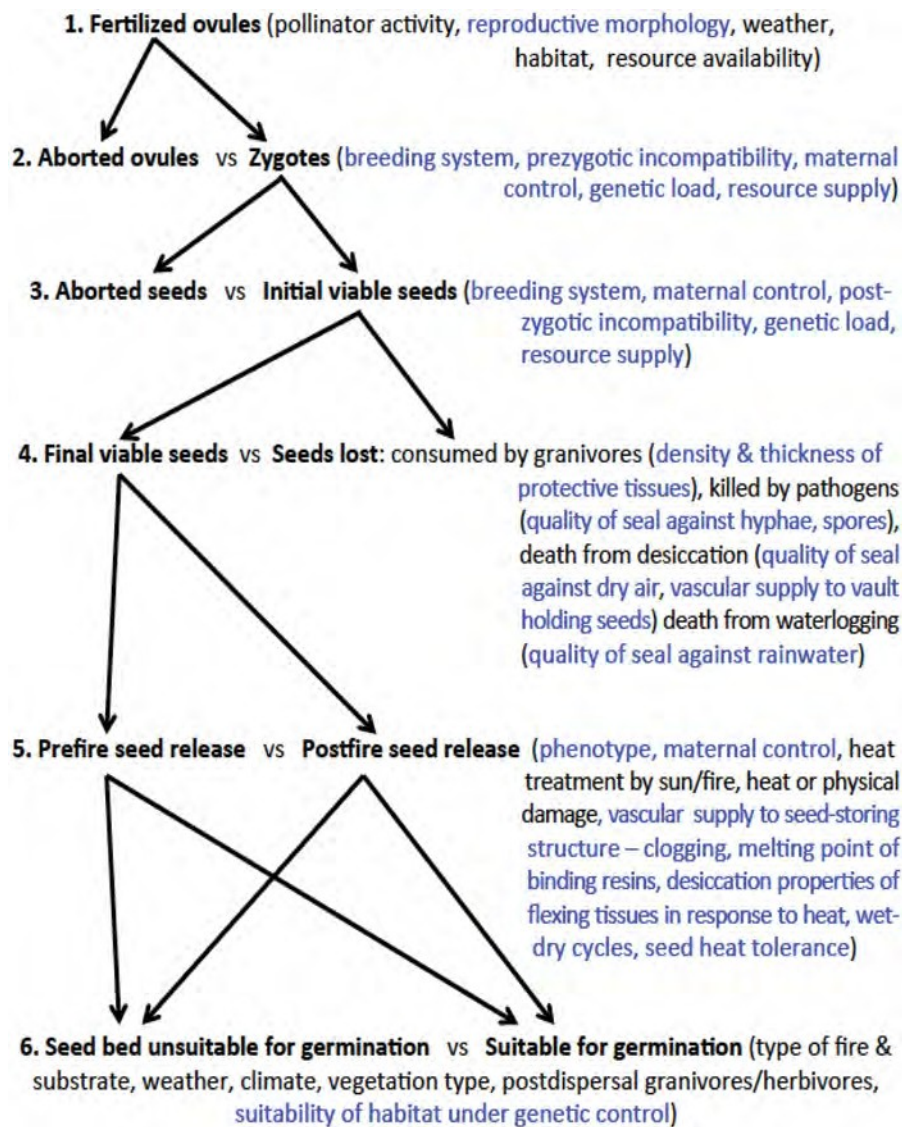 1. Fertilized ovules (pollinator activity, reproductive morphology, weather,
habitat, resource availability)
2. Aborted ovules vs Zygotes (breeding system, prezygotic incompatibility, maternal
control, genetic load, resource supply)
3. Aborted seeds vs Initial viable seeds (breeding system, maternal control, post-
zygotic incompatibility, genetic load,
resource supply)
4. Final viable seeds vs Seeds lost: consumed by granivores (density & thickness of
protective tissues), killed by pathogens
(quality of seal against hyphae, spores),
death from desiccation (quality of seal
against dry air, vascular supply to vault
holding seeds) death from waterlogging
(quality of seal against rainwater)
5. Prefire seed release vs Postfire seed release (phenotype, maternal control, heat
treatment by sun/fire, heat or physical
damage, vascular supply to seed-storing
structure – clogging, melting point of
binding resins, desiccation properties of
flexing tissues in response to heat, wet-
dry cycles, seed heat tolerance)
6. Seed bed unsuitable for germination vs Suitable for germination (type of fire &
substrate, weather, climate, vegetation type, postdispersal granivores/herbivores,
suitability of habitat under genetic control)